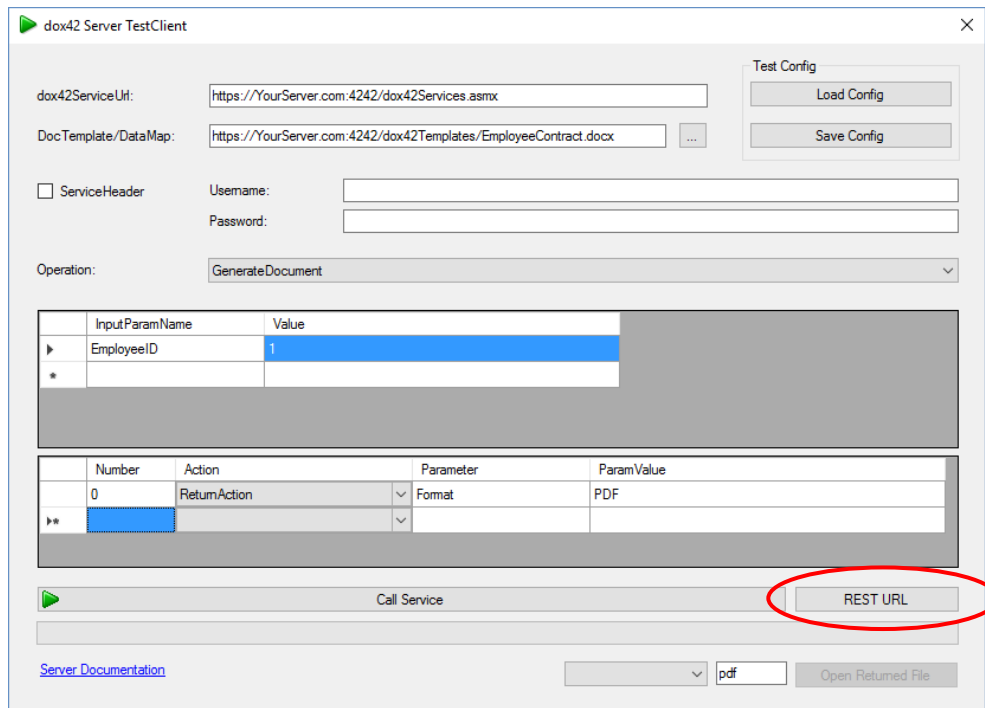 dox42 Server TestClient
Test Config
dox42ServiceUrl: https://YourServer.com:4242/dox42Services.asmx Load Config
DocTemplate/DataMap: https://YourServer.com:4242/dox42Templates/EmployeeContract.docx ... Save Config
ServiceHeader Username:
Password:
Operation: GenerateDocument
InputParamName Value
EmployeeID 1
Number Action Parameter ParamValue
0 ReturnAction Format PDF
Call Service REST URL
Server Documentation pdf Open Returned File